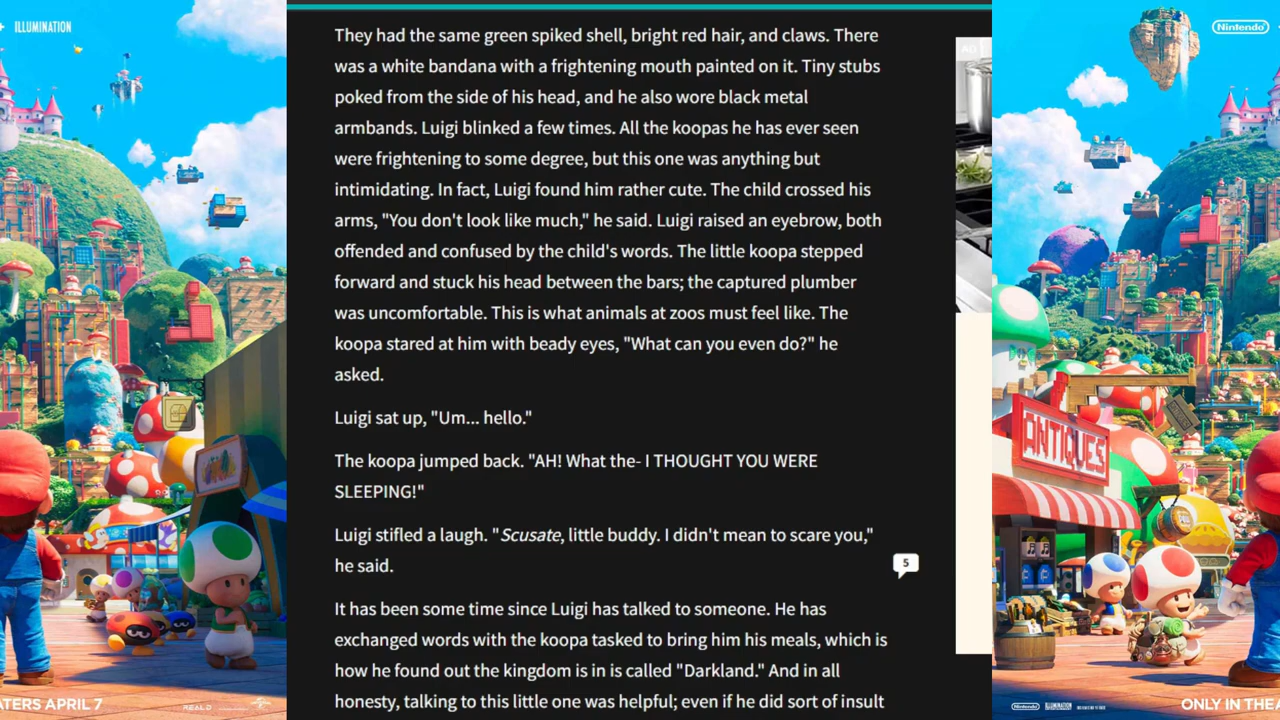 ILLUMINATION
Nintendo
They had the same green spiked shell, bright red hair, and claws. There
was a white bandana with a frightening mouth painted on it. Tiny stubs
poked from the side of his head, and he also wore black metal
armbands. Luigi blinked a few times. All the koopas he has ever seen
were frightening to some degree, but this one was anything but
intimidating. In fact, Luigi found him rather cute. The child crossed his
arms, "You don't look like much," he said. Luigi raised an eyebrow, both
offended and confused by the child's words. The little koopa stepped
forward and stuck his head between the bars; the captured plumber
was uncomfortable. This is what animals at zoos must feel like. The
koopa stared at him with beady eyes, "What can you even do?" he
asked.
Luigi sat up, "Um... hello."
The koopa jumped back. "AH! What the- I THOUGHT YOU WERE
SLEEPING!"
Luigi stifled a laugh. "Scusate, little buddy. I didn't mean to scare you,"
he said.
5
It has been some time since Luigi has talked to someone. He has
exchanged words with the koopa tasked to bring him his meals, which is
how he found out the kingdom is in is called "Darkland." And in all
honesty, talking to this little one was helpful; even if he did sort of insult
AD
ANTIQUES
ATERS APRIL 7
REAL D
Nintendo
ILLUMINATION
ONLY IN THEA